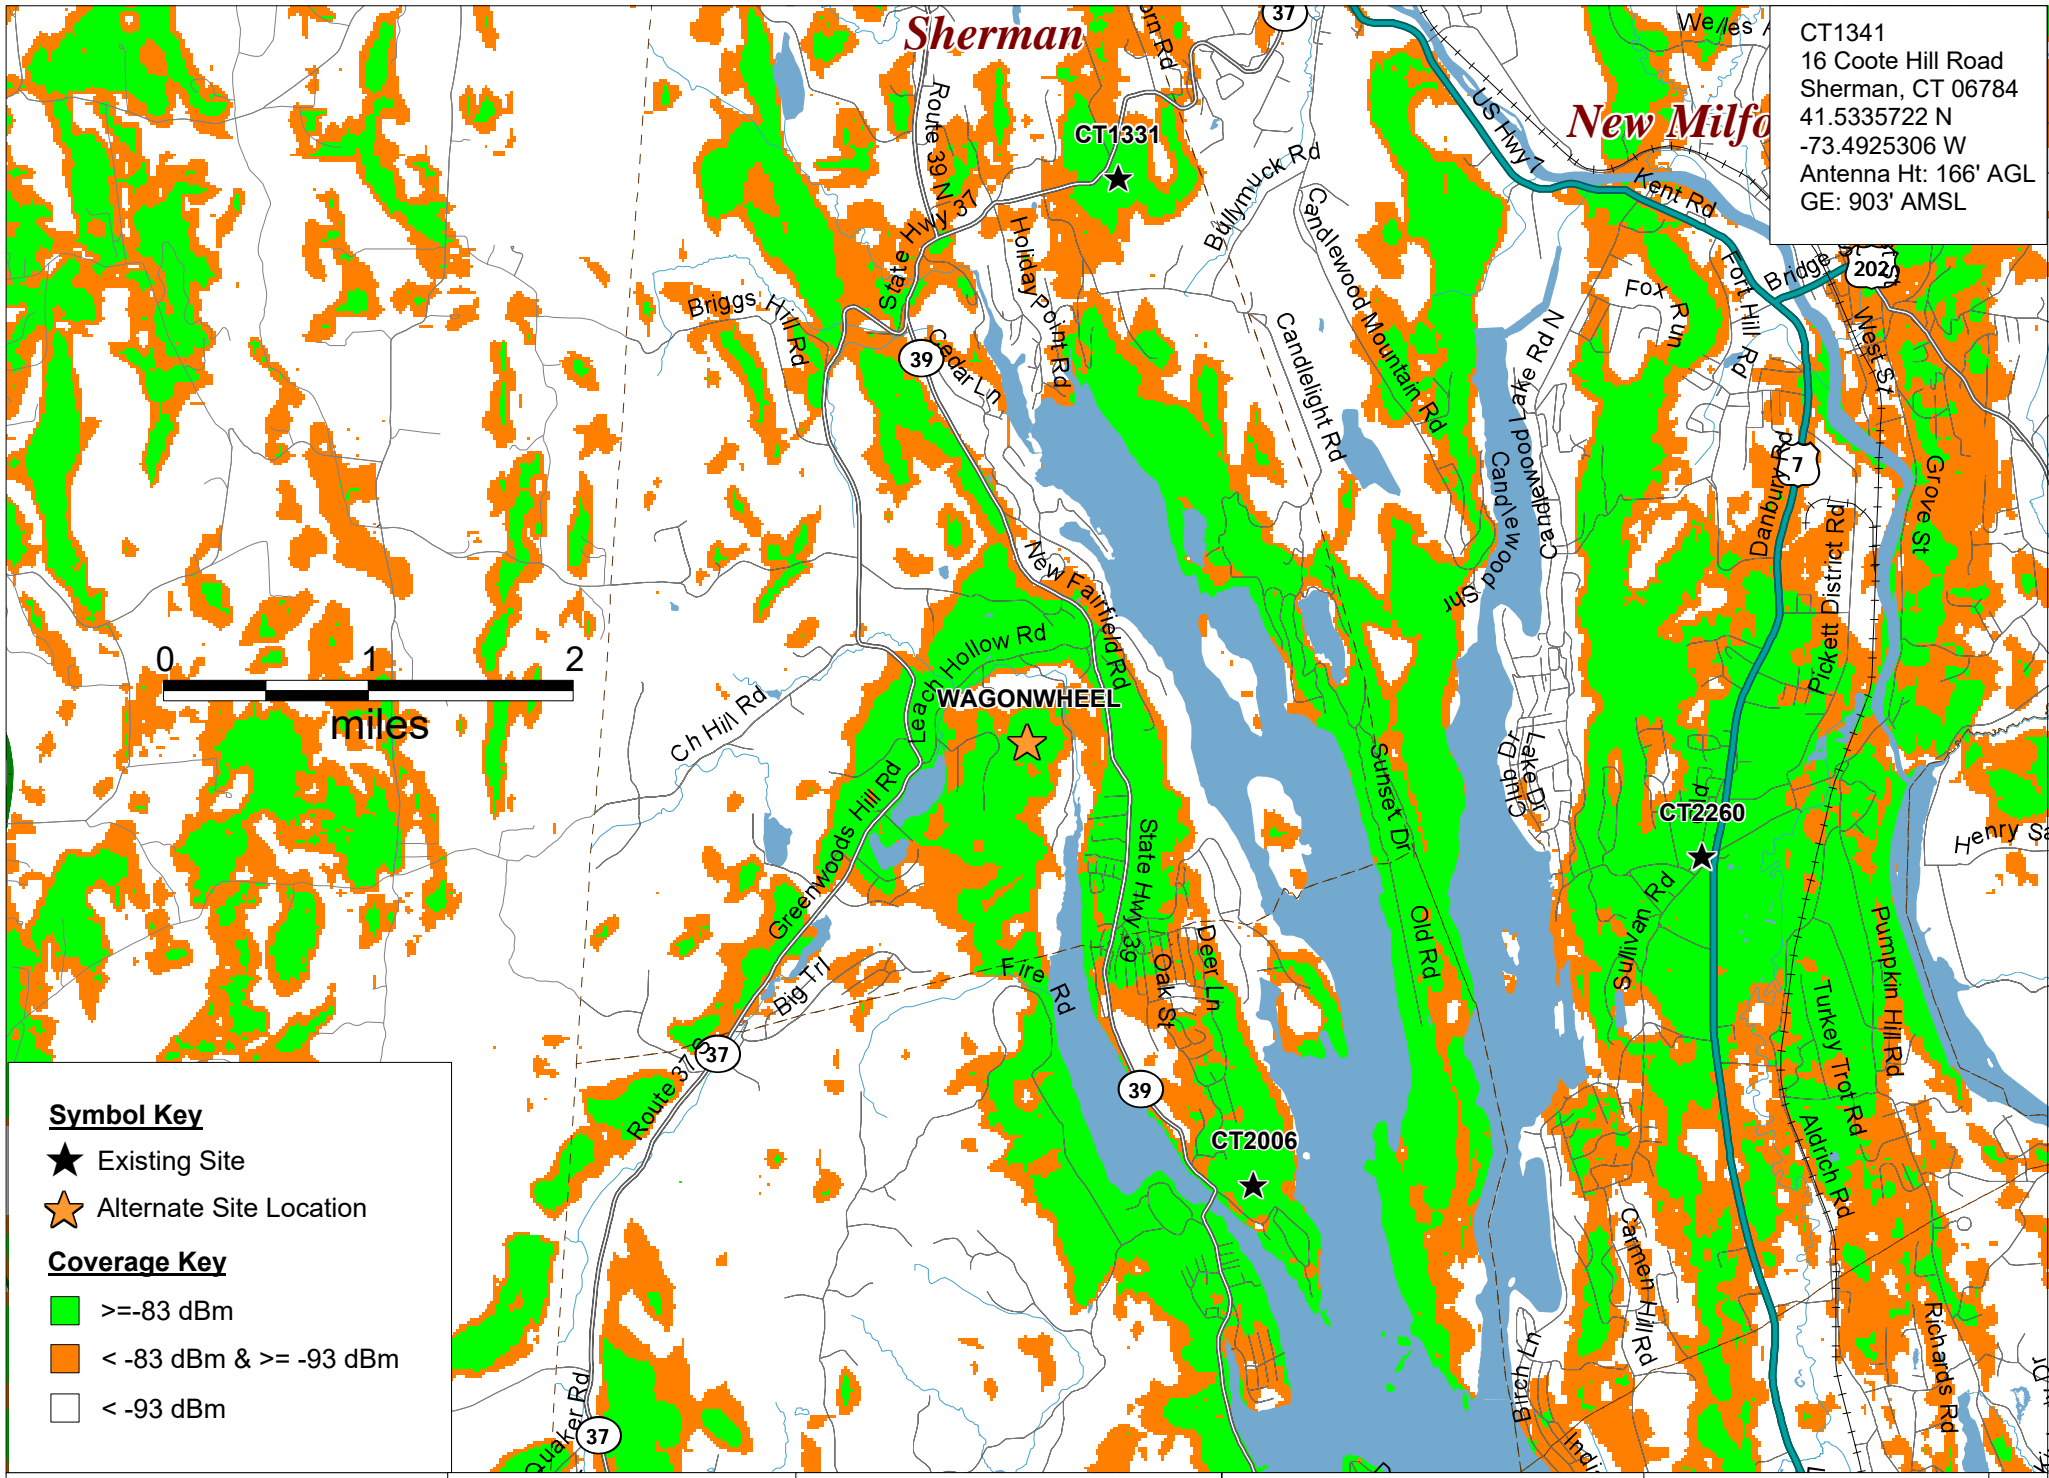 Sherman
37
CT1341
16 Coote Hill Road
Sherman, CT 06784
41.5335722 N
-73.4925306 W
Antenna Ht: 166' AGL
GE: 903' AMSL
Route 39 N
CT1331
US Hwy 7
New Milfo
Bullymuck Rd
Kent Rd
State Hwy 37
Holiday Point Rd
Candlewood Mountain Rd
Fort Hill Rd
Bridge
202
Briggs Hill Rd
Fox Run
39
Cedar Ln
Candlelight Rd
Candlewood Lake Rd N
West St
7
Danbury Rd
Grove St
Candlewood Shr
Pickett District Rd
New Fairfield Rd
Leach Hollow Rd
0 1 2
miles
WAGONWHEEL
Ch Hill Rd
Club Dr
Lake Dr
Sunset Dr
CT2260
Henry Sa
Greenwoods Hill Rd
State Hwy 39
Old Rd
Sullivan Rd
Pumpkin Hill Rd
Deer Ln
Oak St
Fire Rd
Big Trl
Turkey Trot Rd
37
Route 37 S
39
CT2006
Aldrich Rd
Carmen Hill Rd
Richards Rd
Birch Ln
Indi
Quaker Rd
37
Symbol Key
Existing Site
Alternate Site Location
Coverage Key
>=-83 dBm
< -83 dBm & >= -93 dBm
< -93 dBm